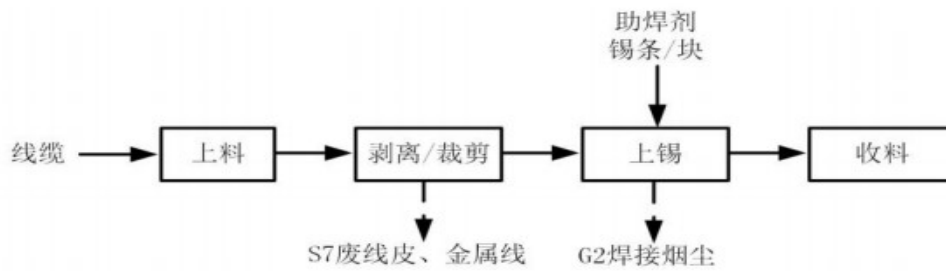 助焊剂
锡条/块
线缆
上料
剥离/裁剪
上锡
收料
S7废线皮、金属线
G2焊接烟尘